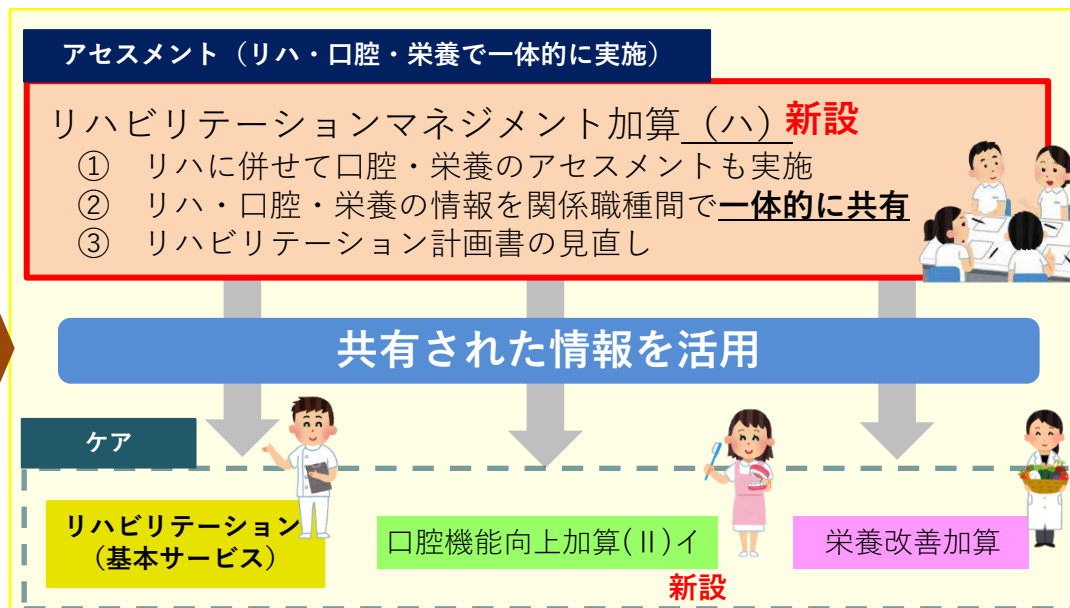 アセスメント（リハ・口腔・栄養で一体的に実施）
リハビリテーションマネジメント加算（ハ）新設
① リハに併せて口腔・栄養のアセスメントも実施
② リハ・口腔・栄養の情報を関係職種間で一体的に共有
③ リハビリテーション計画書の見直し
共有された情報を活用
ケア
リハビリテーション
（基本サービス）
口腔機能向上加算(Ⅱ)イ
新設
栄養改善加算